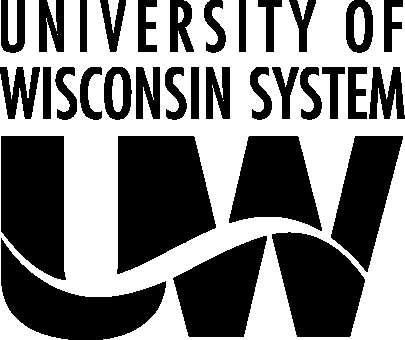 UNIVERSITY OF
WISCONSIN SYSTEM
UW